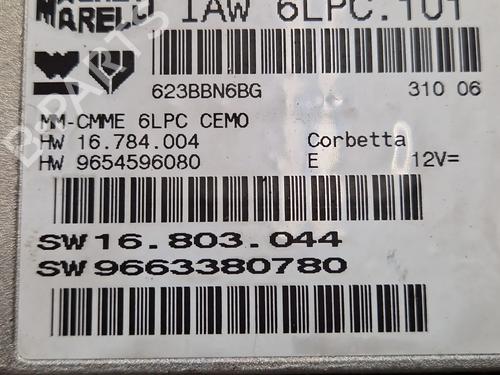 MARELLI
IAW 6LPC.101
623BBN6BG 310 06
MM-CMME 6LPC CEMO
HW 16.784.004 Corbetta
HW 9654596080 E 12V=
SW 16.803.044
SW 9663380780